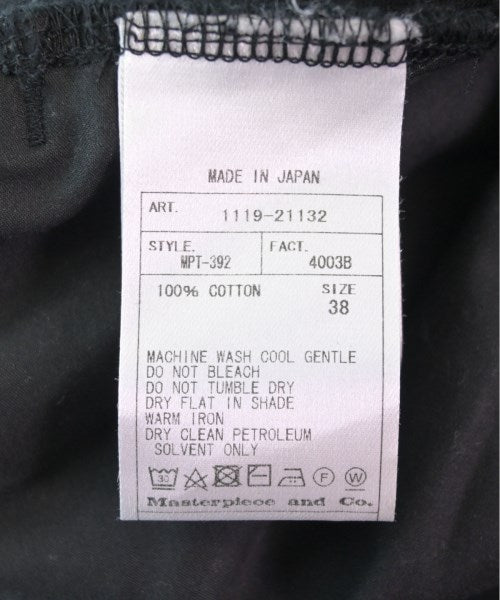 MADE IN JAPAN
ART. 1119-21132
STYLE. FACT.
MPT-392 4003B
100% COTTON SIZE
38
MACHINE WASH COOL GENTLE
DO NOT BLEACH
DO NOT TUMBLE DRY
DRY FLAT IN SHADE
WARM IRON
DRY CLEAN PETROLEUM
SOLVENT ONLY
30 F W
Masterpiece and Co.